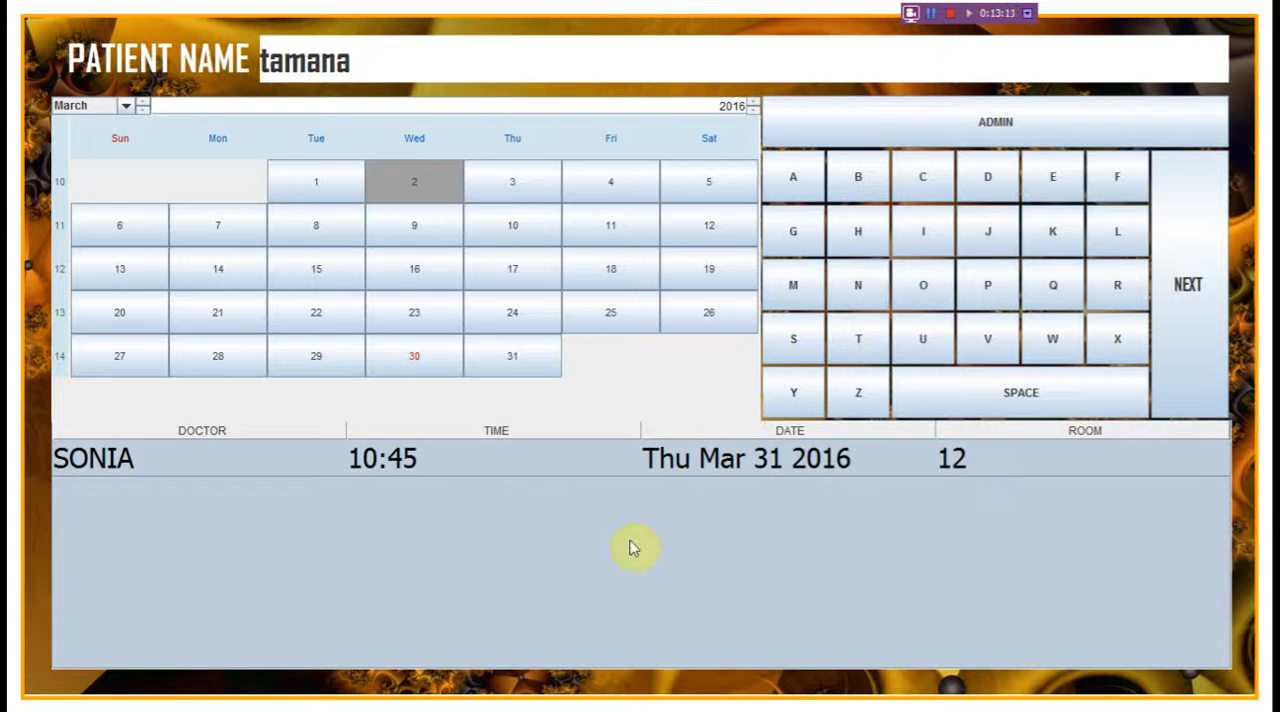 0:13:13
PATIENT NAME tamana
March 2016
Sun Mon Tue Wed Thu Fri Sat
10 1 2 3 4 5
11 6 7 8 9 10 11 12
12 13 14 15 16 17 18 19
13 20 21 22 23 24 25 26
14 27 28 29 30 31
ADMIN
A B C D E F
G H I J K L
M N O P Q R
S T U V W X
Y Z SPACE
NEXT
DOCTOR TIME DATE ROOM
SONIA 10:45 Thu Mar 31 2016 12